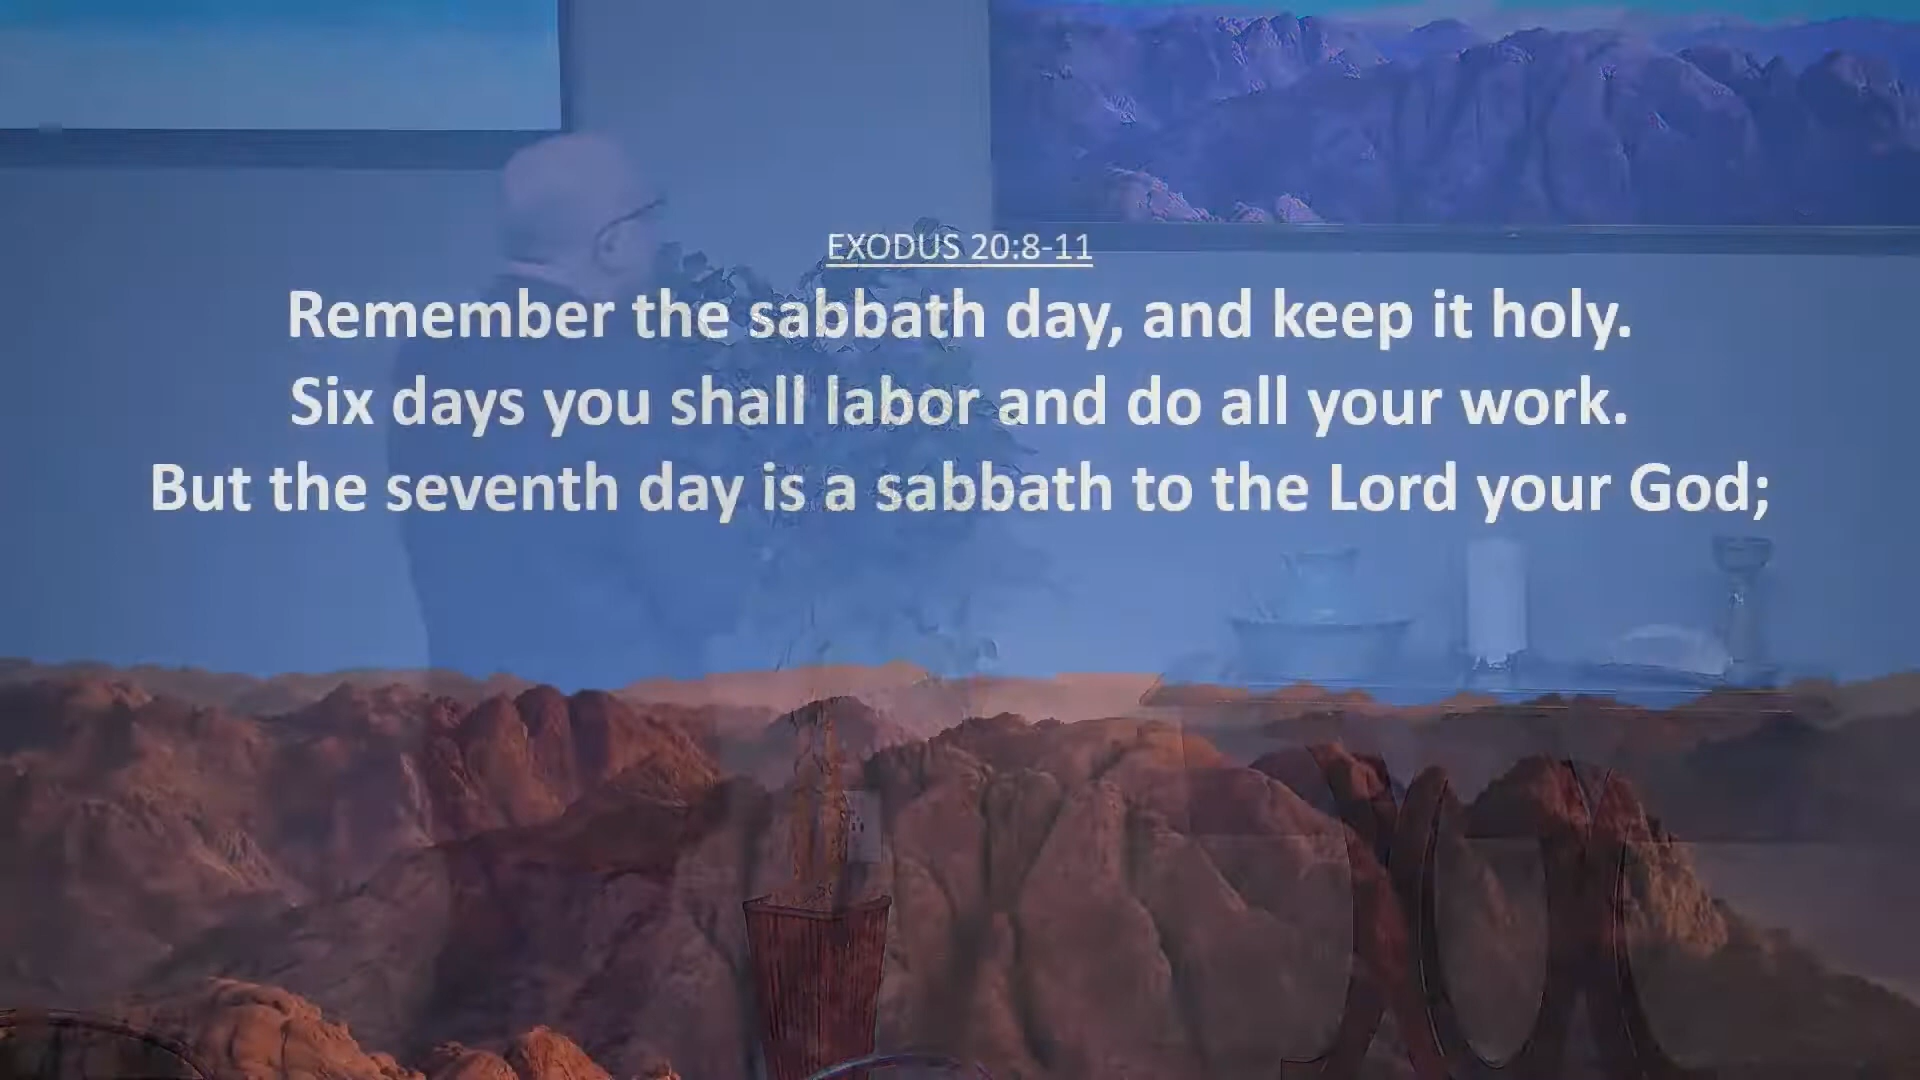 EXODUS 20:8-11
Remember the sabbath day, and keep it holy.
Six days you shall labor and do all your work.
But the seventh day is a sabbath to the Lord your God;